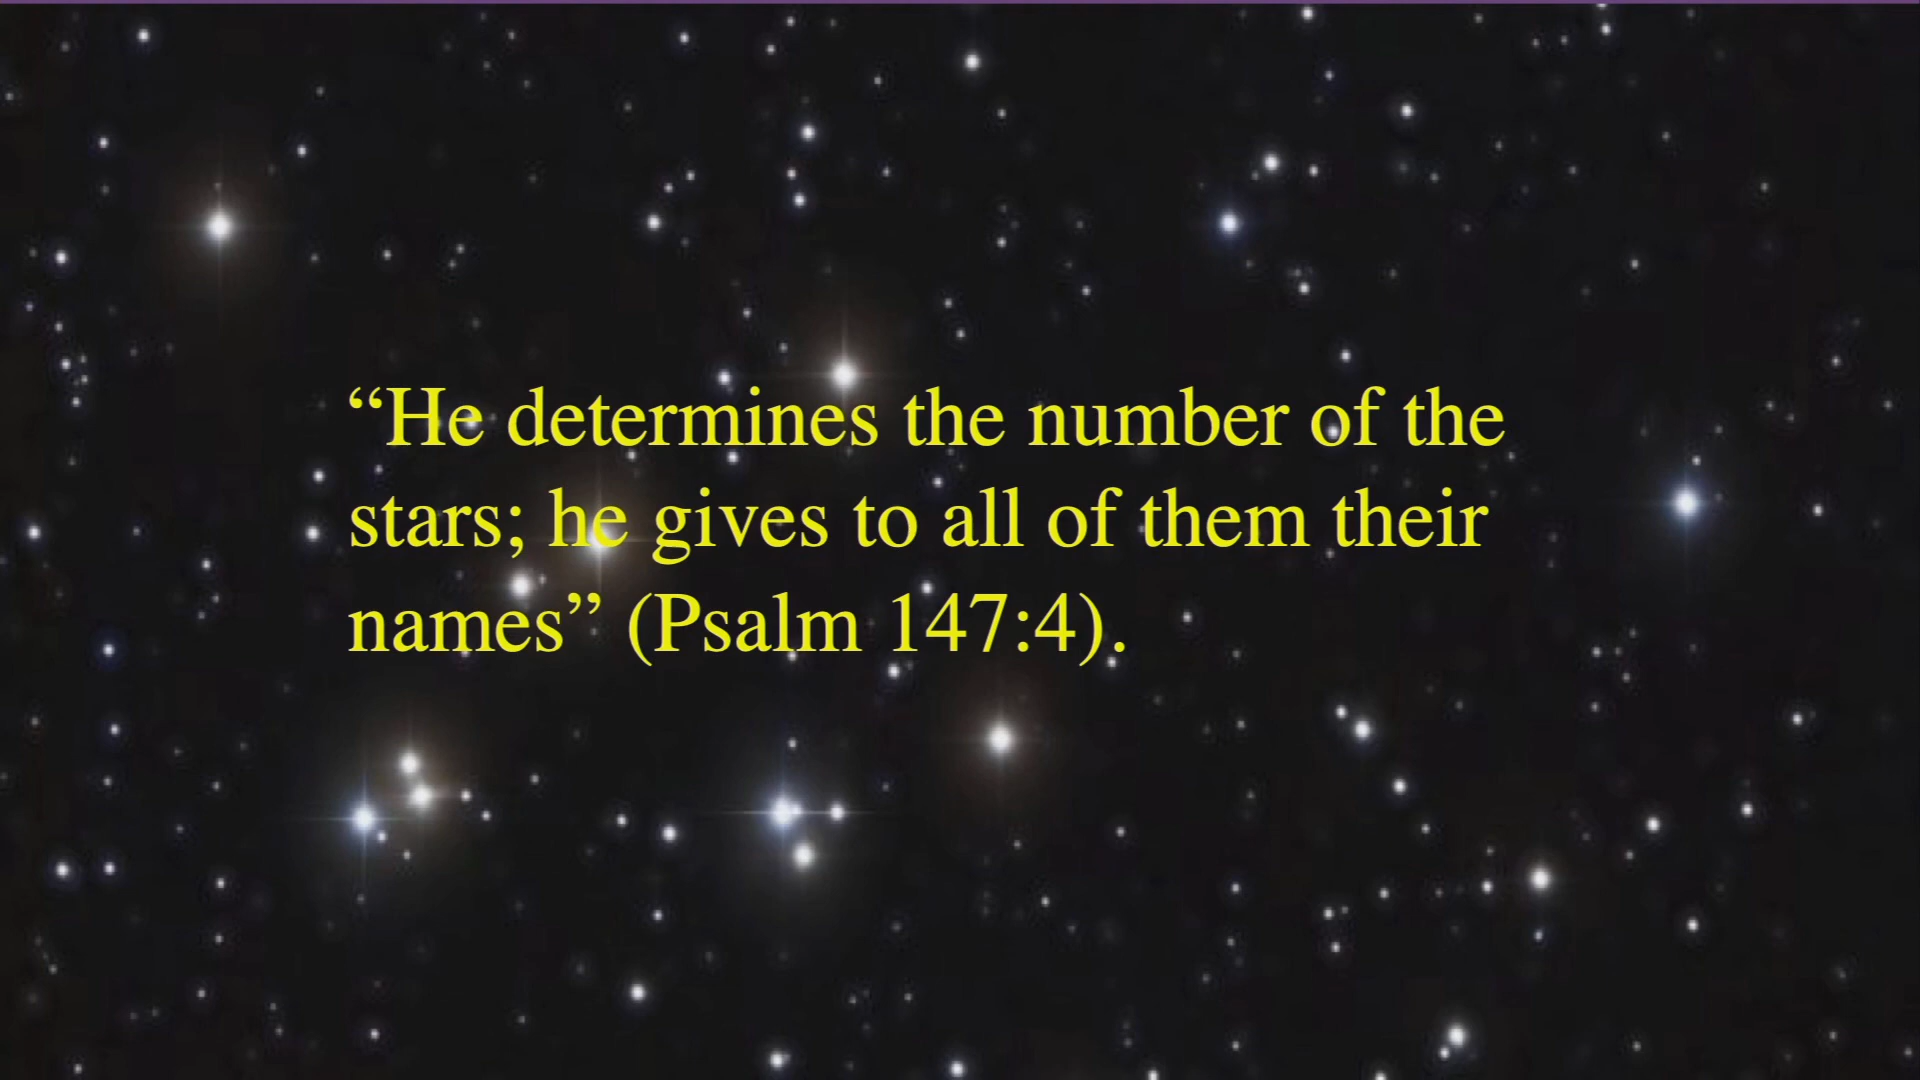 “He determines the number of the
stars; he gives to all of them their
names” (Psalm 147:4).